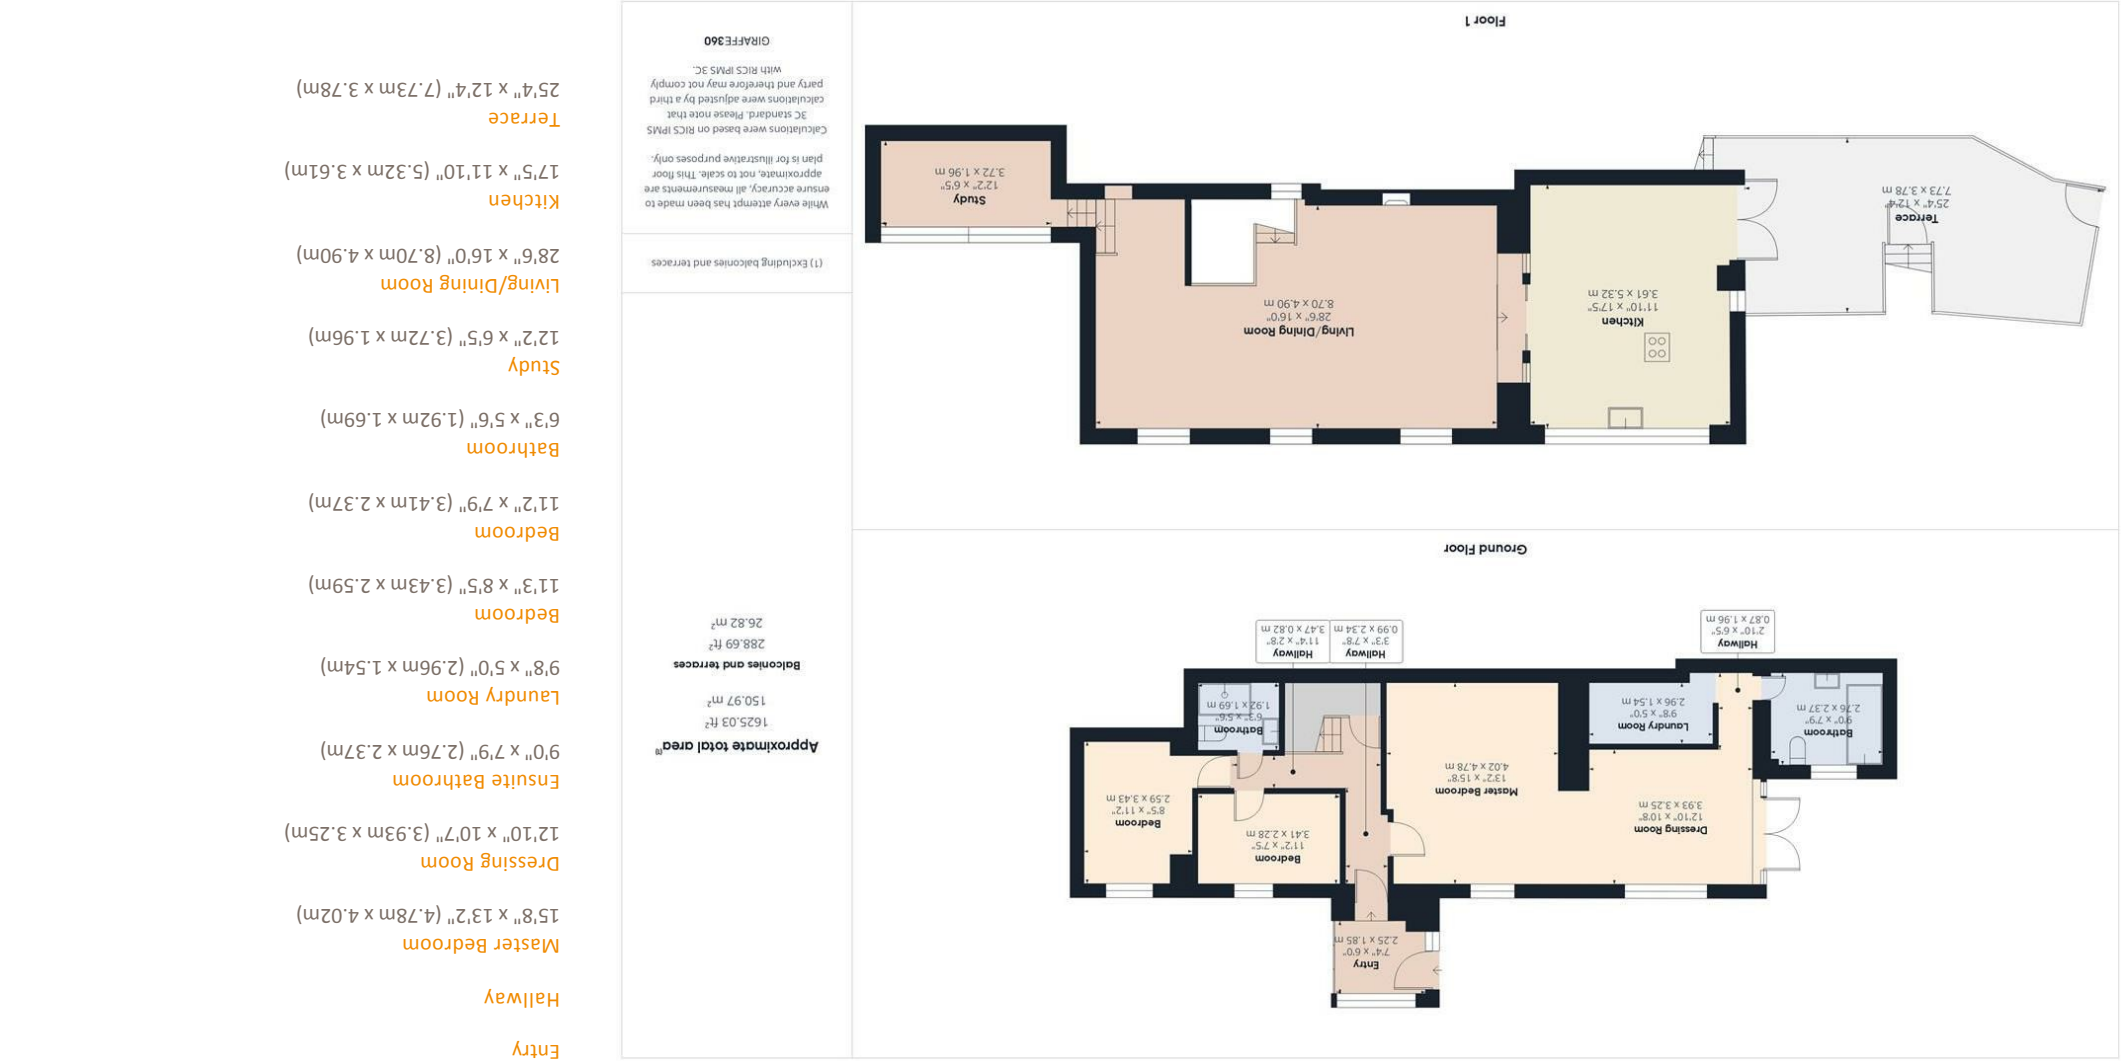 Entry
7'4" x 6'0"
2.25 x 1.85 m
Bedroom
11'2" x 7'5"
3.41 x 2.28 m
Dressing Room
12'10" x 10'8"
3.93 x 3.25 m
Bedroom
8'5" x 11'2"
2.59 x 3.43 m
Master Bedroom
13'2" x 15'8"
4.02 x 4.78 m
Bathroom
9'0" x 7'9"
2.76 x 2.37 m
Laundry Room
9'8" x 5'0"
2.96 x 1.54 m
Bathroom
6'3" x 5'6"
1.92 x 1.69 m
Hallway
2'10" x 6'5"
0.87 x 1.96 m
Hallway
3'3" x 7'8"
0.99 x 2.34 m
Hallway
11'4" x 2'8"
3.47 x 0.82 m
Ground Floor
Kitchen
11'10" x 17'5"
3.61 x 5.32 m
Living/Dining Room
28'6" x 16'0"
8.70 x 4.90 m
Terrace
25'4" x 12'4"
7.73 x 3.78 m
Study
12'2" x 6'5"
3.72 x 1.96 m
Floor 1
Approximate total area(1)
1625.03 ft²
150.97 m²
Balconies and terraces
288.69 ft²
26.82 m²
(1) Excluding balconies and terraces
While every attempt has been made to
ensure accuracy, all measurements are
approximate, not to scale. This floor
plan is for illustrative purposes only.
Calculations were based on RICS IPMS
3C standard. Please note that
calculations were adjusted by a third
party and therefore may not comply
with RICS IPMS 3C.
GIRAFFE360
Entry
Hallway
Master Bedroom
15'8" x 13'2" (4.78m x 4.02m)
Dressing Room
12'10" x 10'7" (3.93m x 3.25m)
Ensuite Bathroom
9'0" x 7'9" (2.76m x 2.37m)
Laundry Room
9'8" x 5'0" (2.96m x 1.54m)
Bedroom
11'3" x 8'5" (3.43m x 2.59m)
Bedroom
11'2" x 7'9" (3.41m x 2.37m)
Bathroom
6'3" x 5'6" (1.92m x 1.69m)
Study
12'2" x 6'5" (3.72m x 1.96m)
Living/Dining Room
28'6" x 16'0" (8.70m x 4.90m)
Kitchen
17'5" x 11'10" (5.32m x 3.61m)
Terrace
25'4" x 12'4" (7.73m x 3.78m)